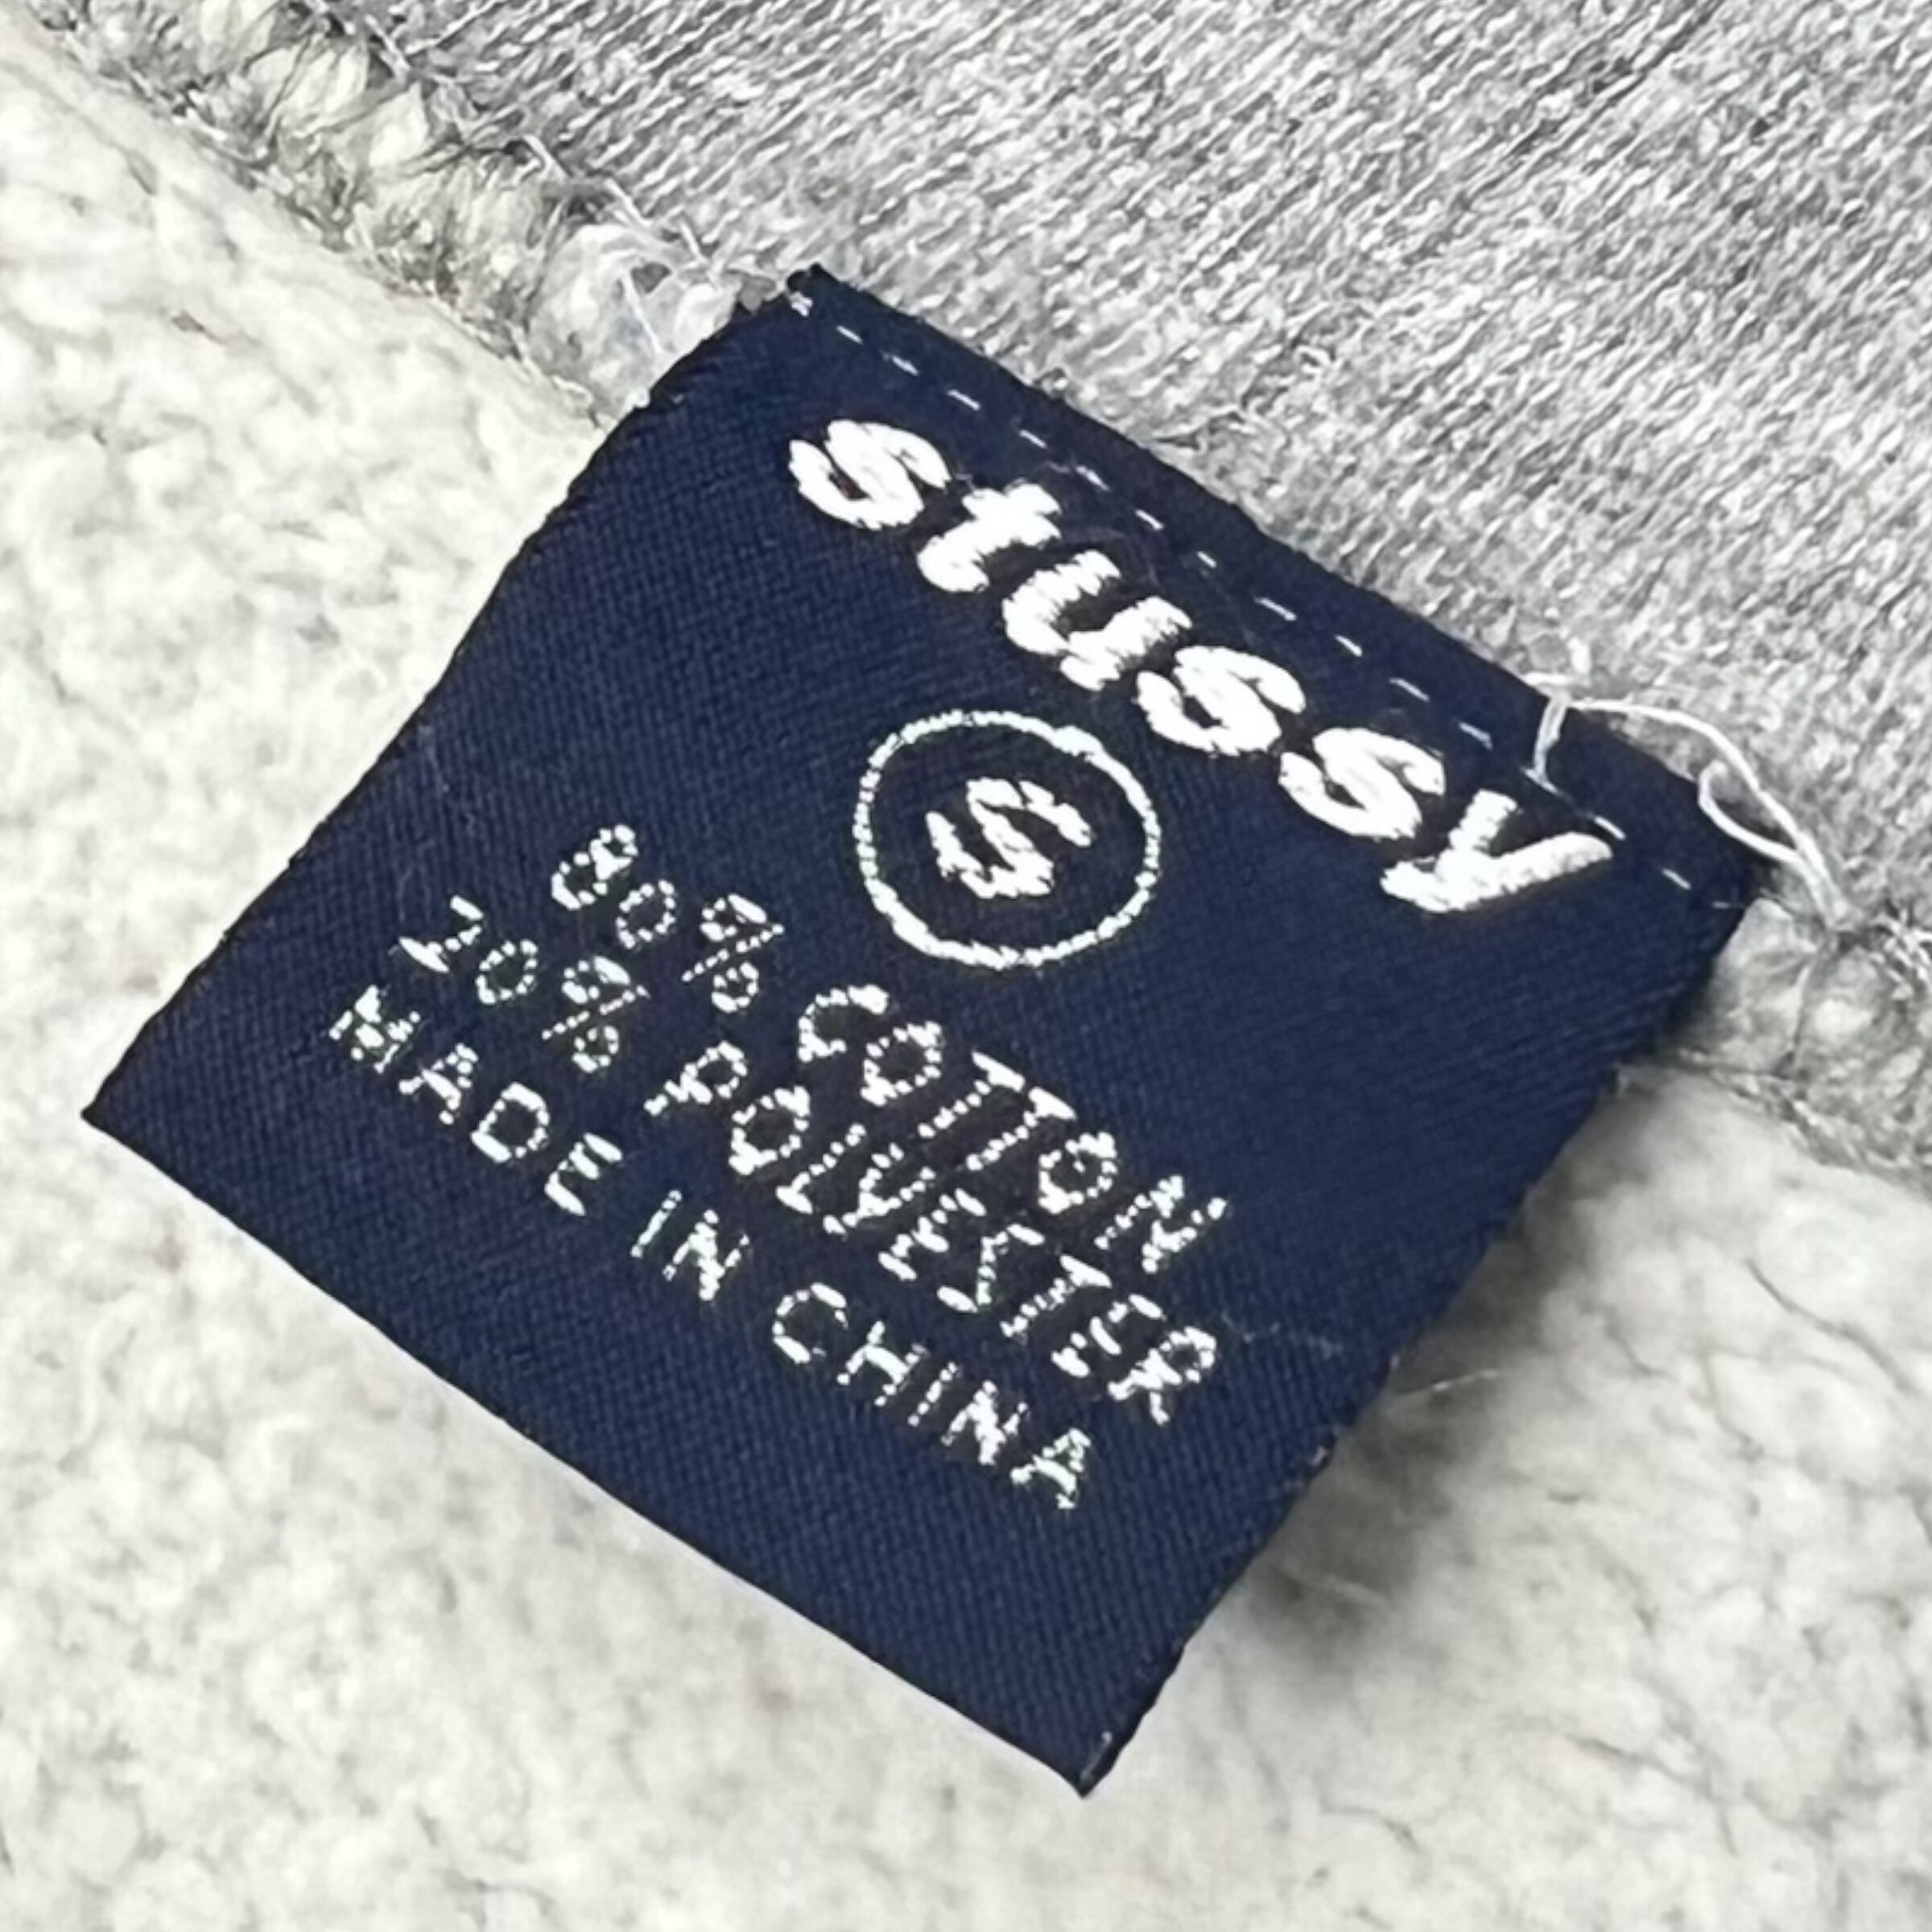 stussy
S
80% COTTON
20% POLYESTER
MADE IN CHINA